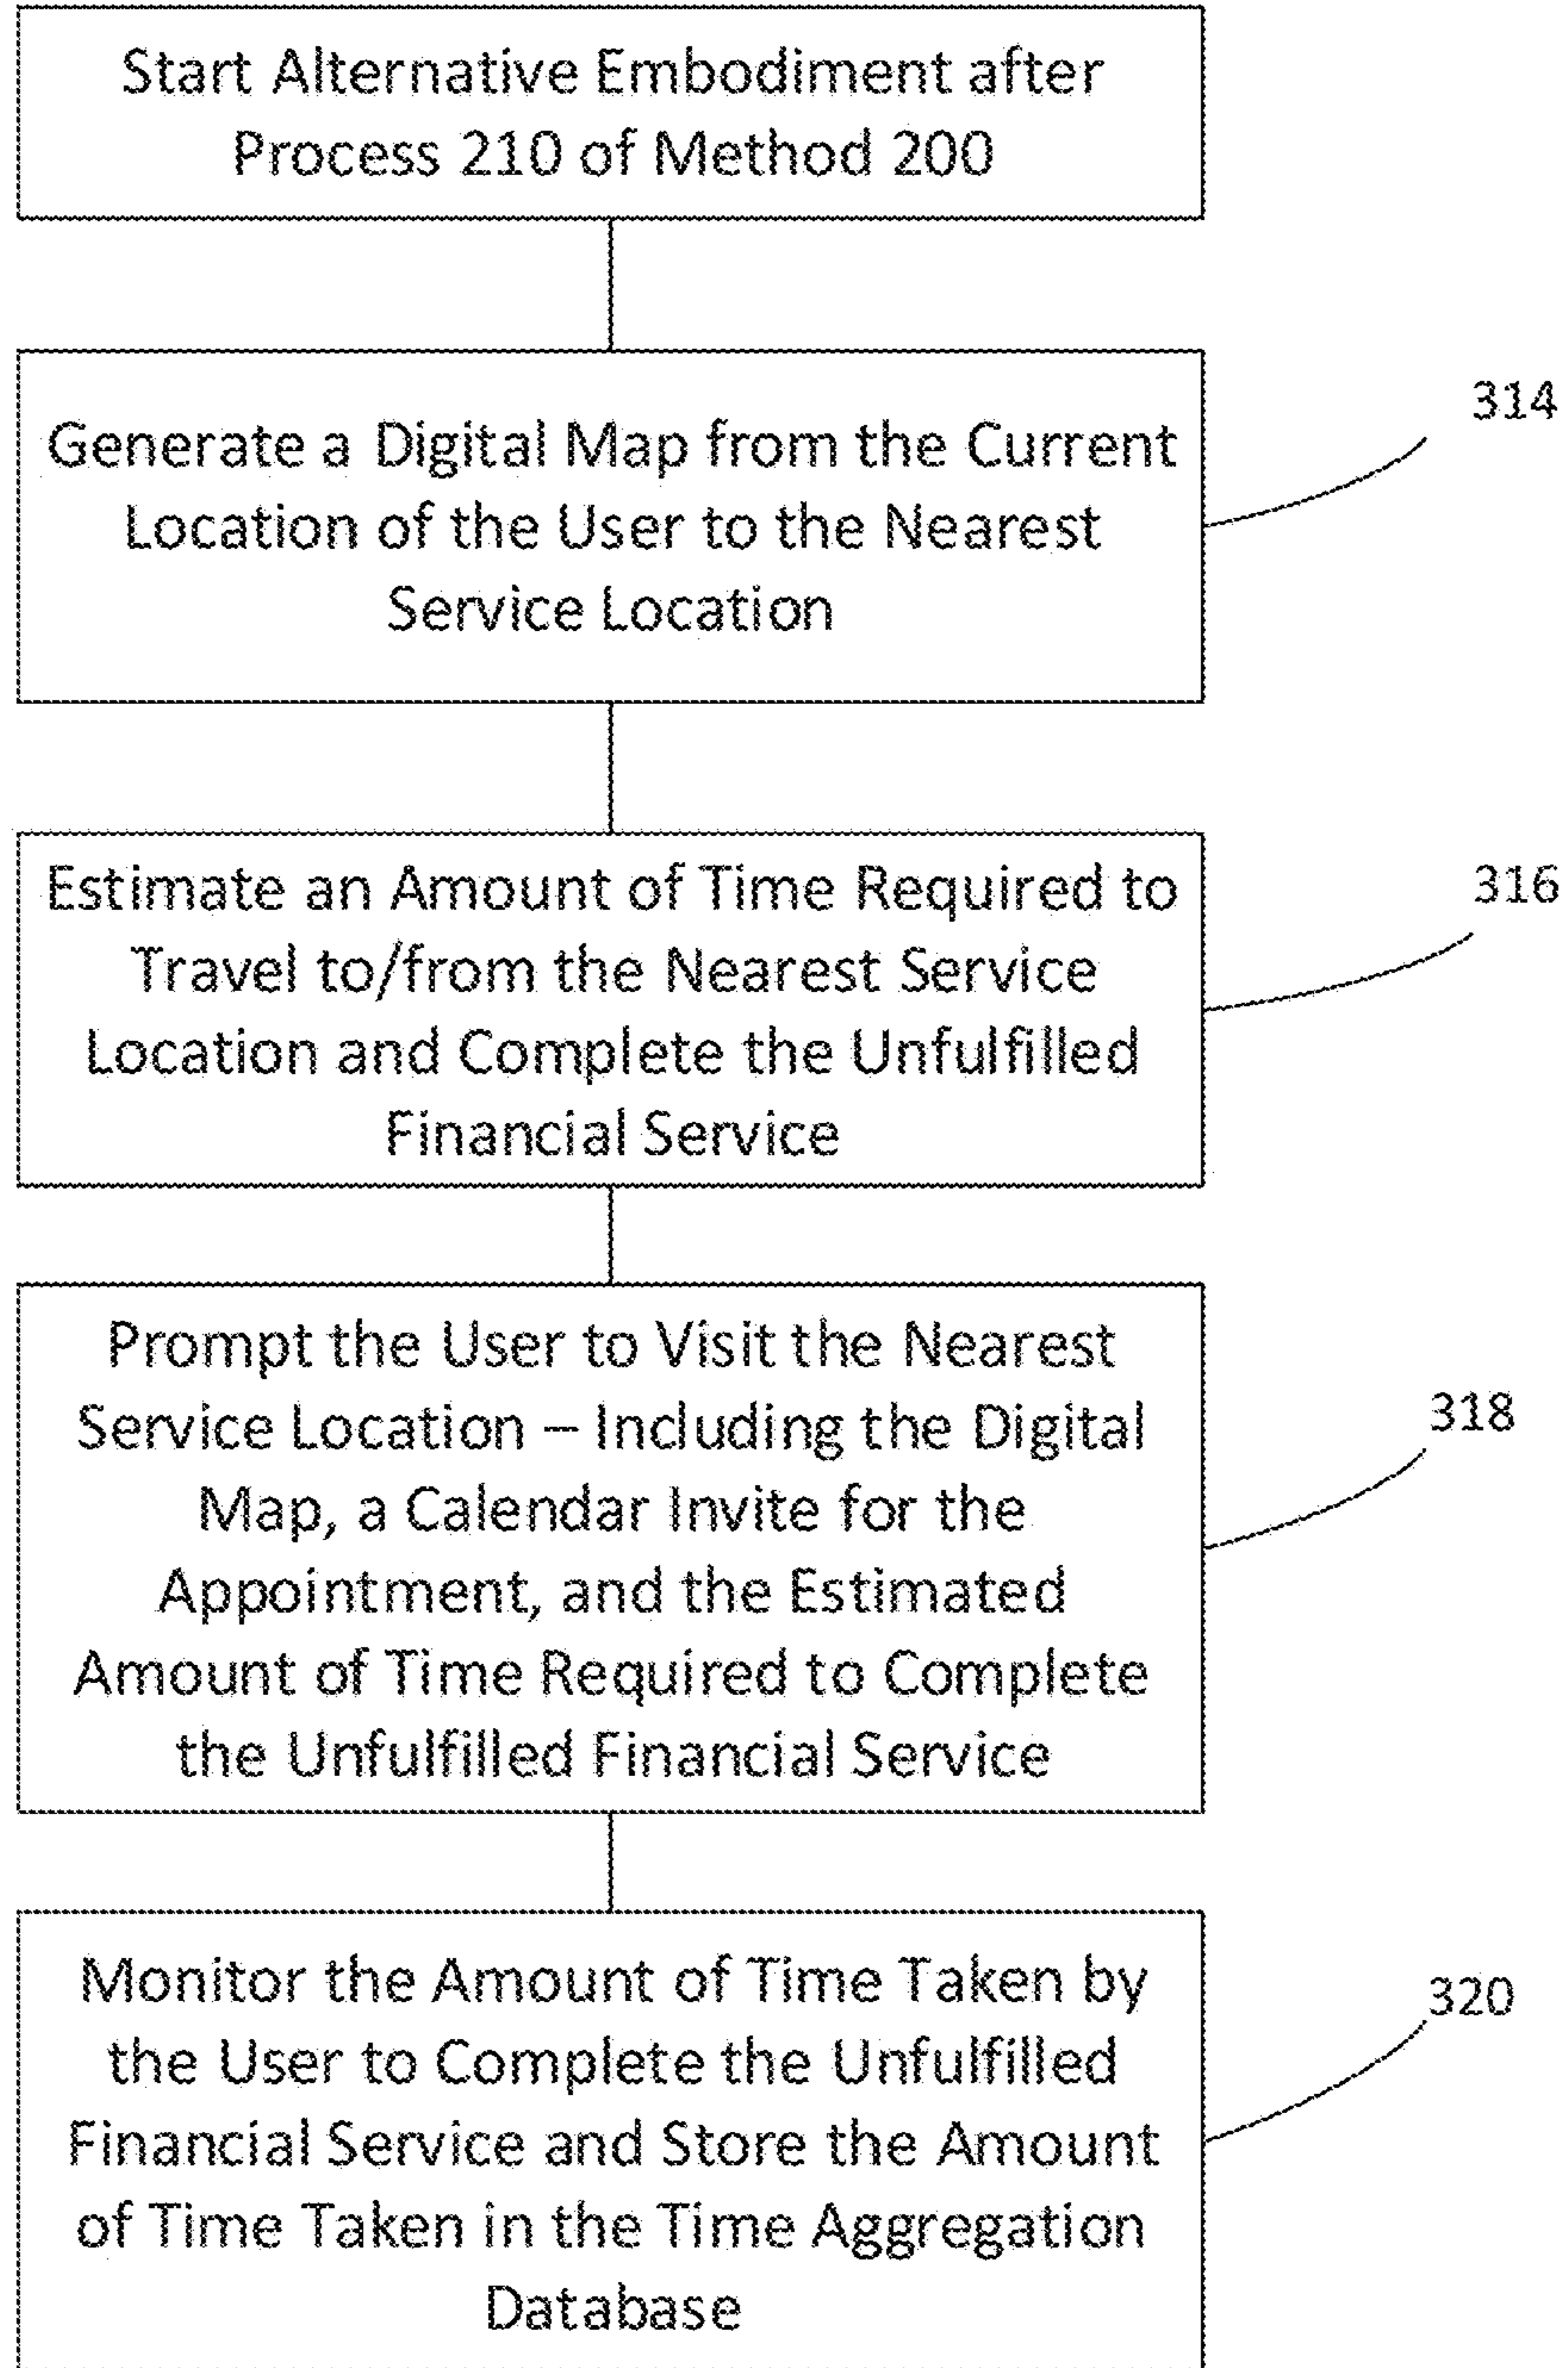 Start Alternative Embodiment after
Process 210 of Method 200
314
Generate a Digital Map from the Current
Location of the User to the Nearest
Service Location
316
Estimate an Amount of Time Required to
Travel to/from the Nearest Service
Location and Complete the Unfulfilled
Financial Service
318
Prompt the User to Visit the Nearest
Service Location – Including the Digital
Map, a Calendar Invite for the
Appointment, and the Estimated
Amount of Time Required to Complete
the Unfulfilled Financial Service
320
Monitor the Amount of Time Taken by
the User to Complete the Unfulfilled
Financial Service and Store the Amount
of Time Taken in the Time Aggregation
Database